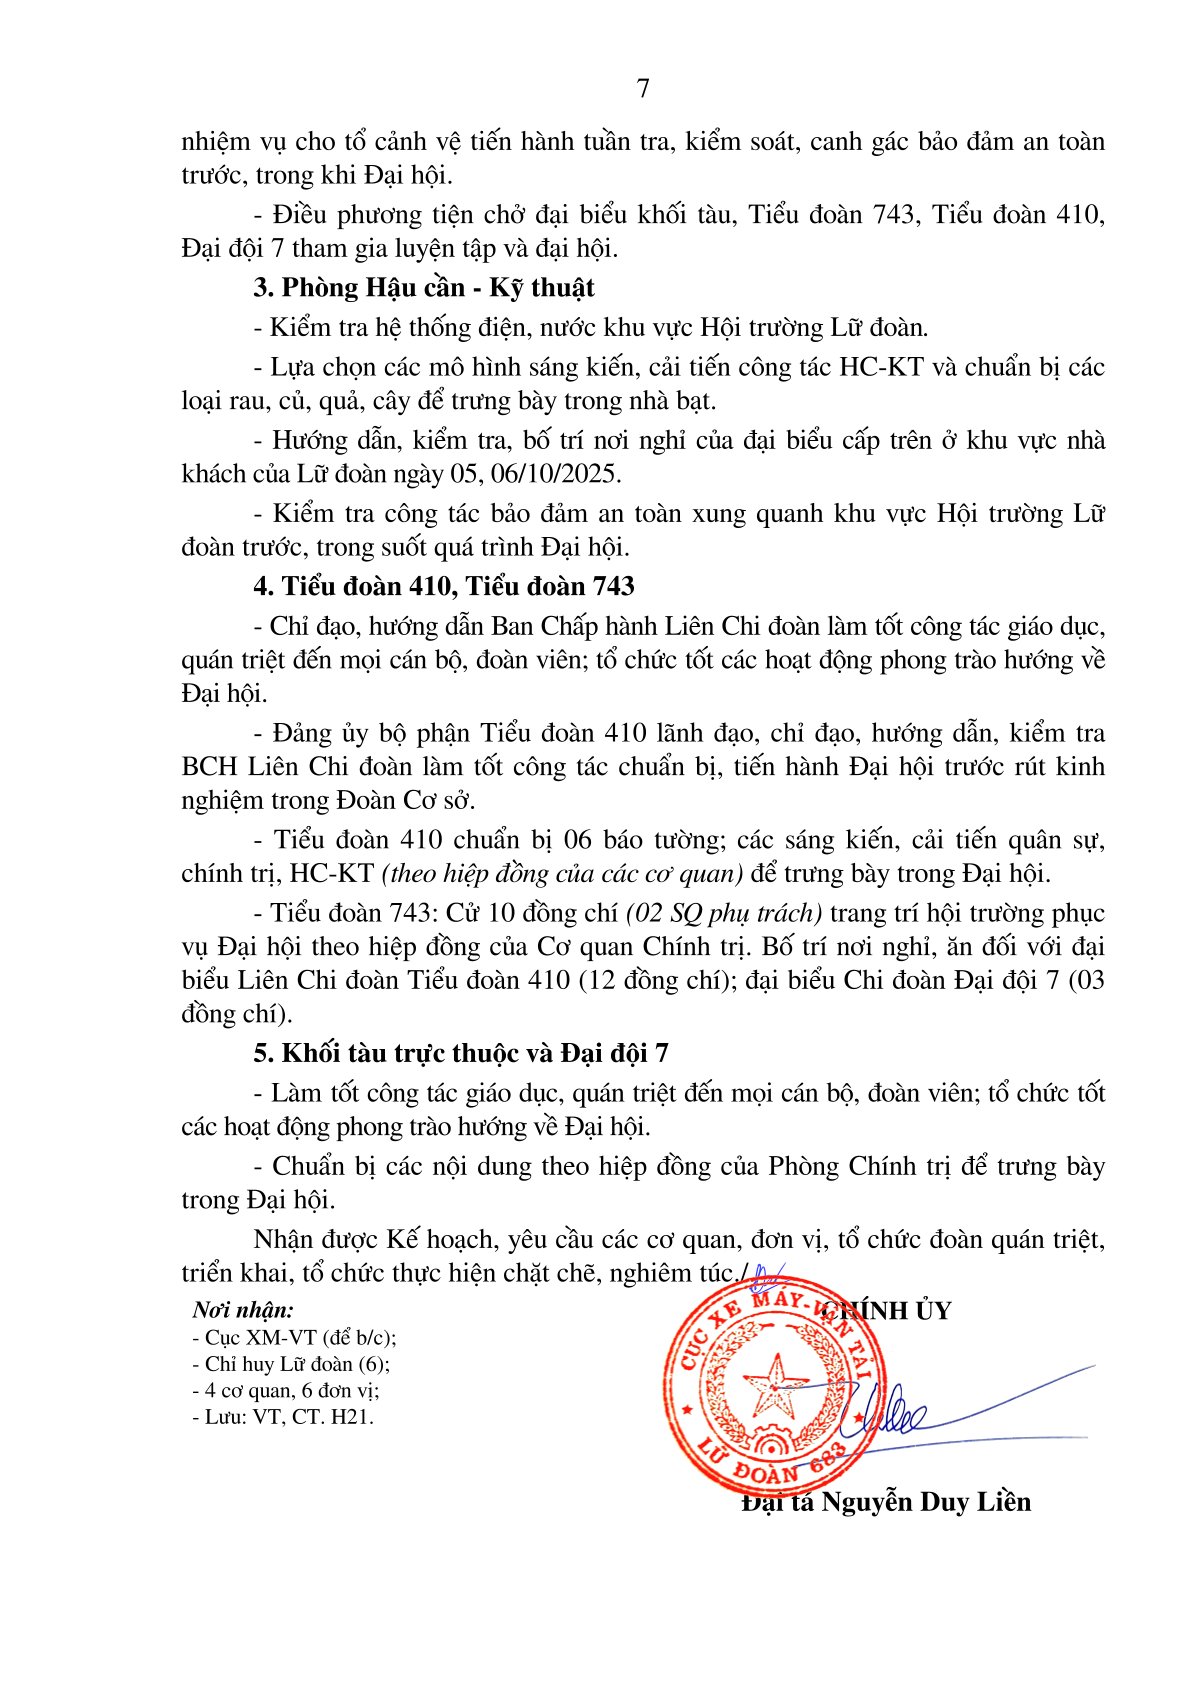 7
nhiệm vụ cho tổ cảnh vệ tiến hành tuần tra, kiểm soát, canh gác bảo đảm an toàn
trước, trong khi Đại hội.
- Điều phương tiện chở đại biểu khối tàu, Tiểu đoàn 743, Tiểu đoàn 410,
Đại đội 7 tham gia luyện tập và đại hội.
3. Phòng Hậu cần - Kỹ thuật
- Kiểm tra hệ thống điện, nước khu vực Hội trường Lữ đoàn.
- Lựa chọn các mô hình sáng kiến, cải tiến công tác HC-KT và chuẩn bị các
loại rau, củ, quả, cây để trưng bày trong nhà bạt.
- Hướng dẫn, kiểm tra, bố trí nơi nghỉ của đại biểu cấp trên ở khu vực nhà
khách của Lữ đoàn ngày 05, 06/10/2025.
- Kiểm tra công tác bảo đảm an toàn xung quanh khu vực Hội trường Lữ
đoàn trước, trong suốt quá trình Đại hội.
4. Tiểu đoàn 410, Tiểu đoàn 743
- Chỉ đạo, hướng dẫn Ban Chấp hành Liên Chi đoàn làm tốt công tác giáo dục,
quán triệt đến mọi cán bộ, đoàn viên; tổ chức tốt các hoạt động phong trào hướng về
Đại hội.
- Đảng ủy bộ phận Tiểu đoàn 410 lãnh đạo, chỉ đạo, hướng dẫn, kiểm tra
BCH Liên Chi đoàn làm tốt công tác chuẩn bị, tiến hành Đại hội trước rút kinh
nghiệm trong Đoàn Cơ sở.
- Tiểu đoàn 410 chuẩn bị 06 báo tường; các sáng kiến, cải tiến quân sự,
chính trị, HC-KT (theo hiệp đồng của các cơ quan) để trưng bày trong Đại hội.
- Tiểu đoàn 743: Cử 10 đồng chí (02 SQ phụ trách) trang trí hội trường phục
vụ Đại hội theo hiệp đồng của Cơ quan Chính trị. Bố trí nơi nghỉ, ăn đối với đại
biểu Liên Chi đoàn Tiểu đoàn 410 (12 đồng chí); đại biểu Chi đoàn Đại đội 7 (03
đồng chí).
5. Khối tàu trực thuộc và Đại đội 7
- Làm tốt công tác giáo dục, quán triệt đến mọi cán bộ, đoàn viên; tổ chức tốt
các hoạt động phong trào hướng về Đại hội.
- Chuẩn bị các nội dung theo hiệp đồng của Phòng Chính trị để trưng bày
trong Đại hội.
Nhận được Kế hoạch, yêu cầu các cơ quan, đơn vị, tổ chức đoàn quán triệt,
triển khai, tổ chức thực hiện chặt chẽ, nghiêm túc./
Nơi nhận:
- Cục XM-VT (để b/c);
- Chỉ huy Lữ đoàn (6);
- 4 cơ quan, 6 đơn vị;
- Lưu: VT, CT. H21.
CHÍNH ỦY
CỤC XE MÁY-VẬN TẢI
LỮ ĐOÀN 683
Đại tá Nguyễn Duy Liền